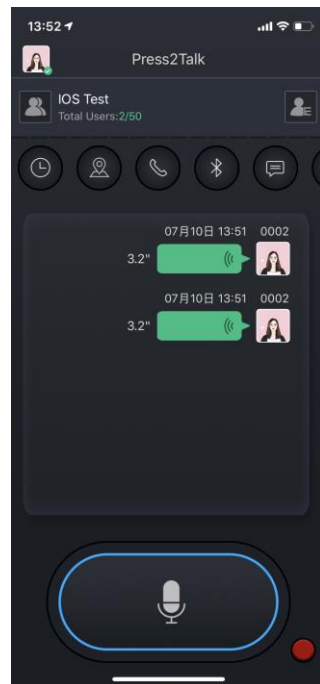 13:52
Press2Talk
IOS Test
Total Users:2/50
07月10日 13:51 0002
3.2"
07月10日 13:51 0002
3.2"